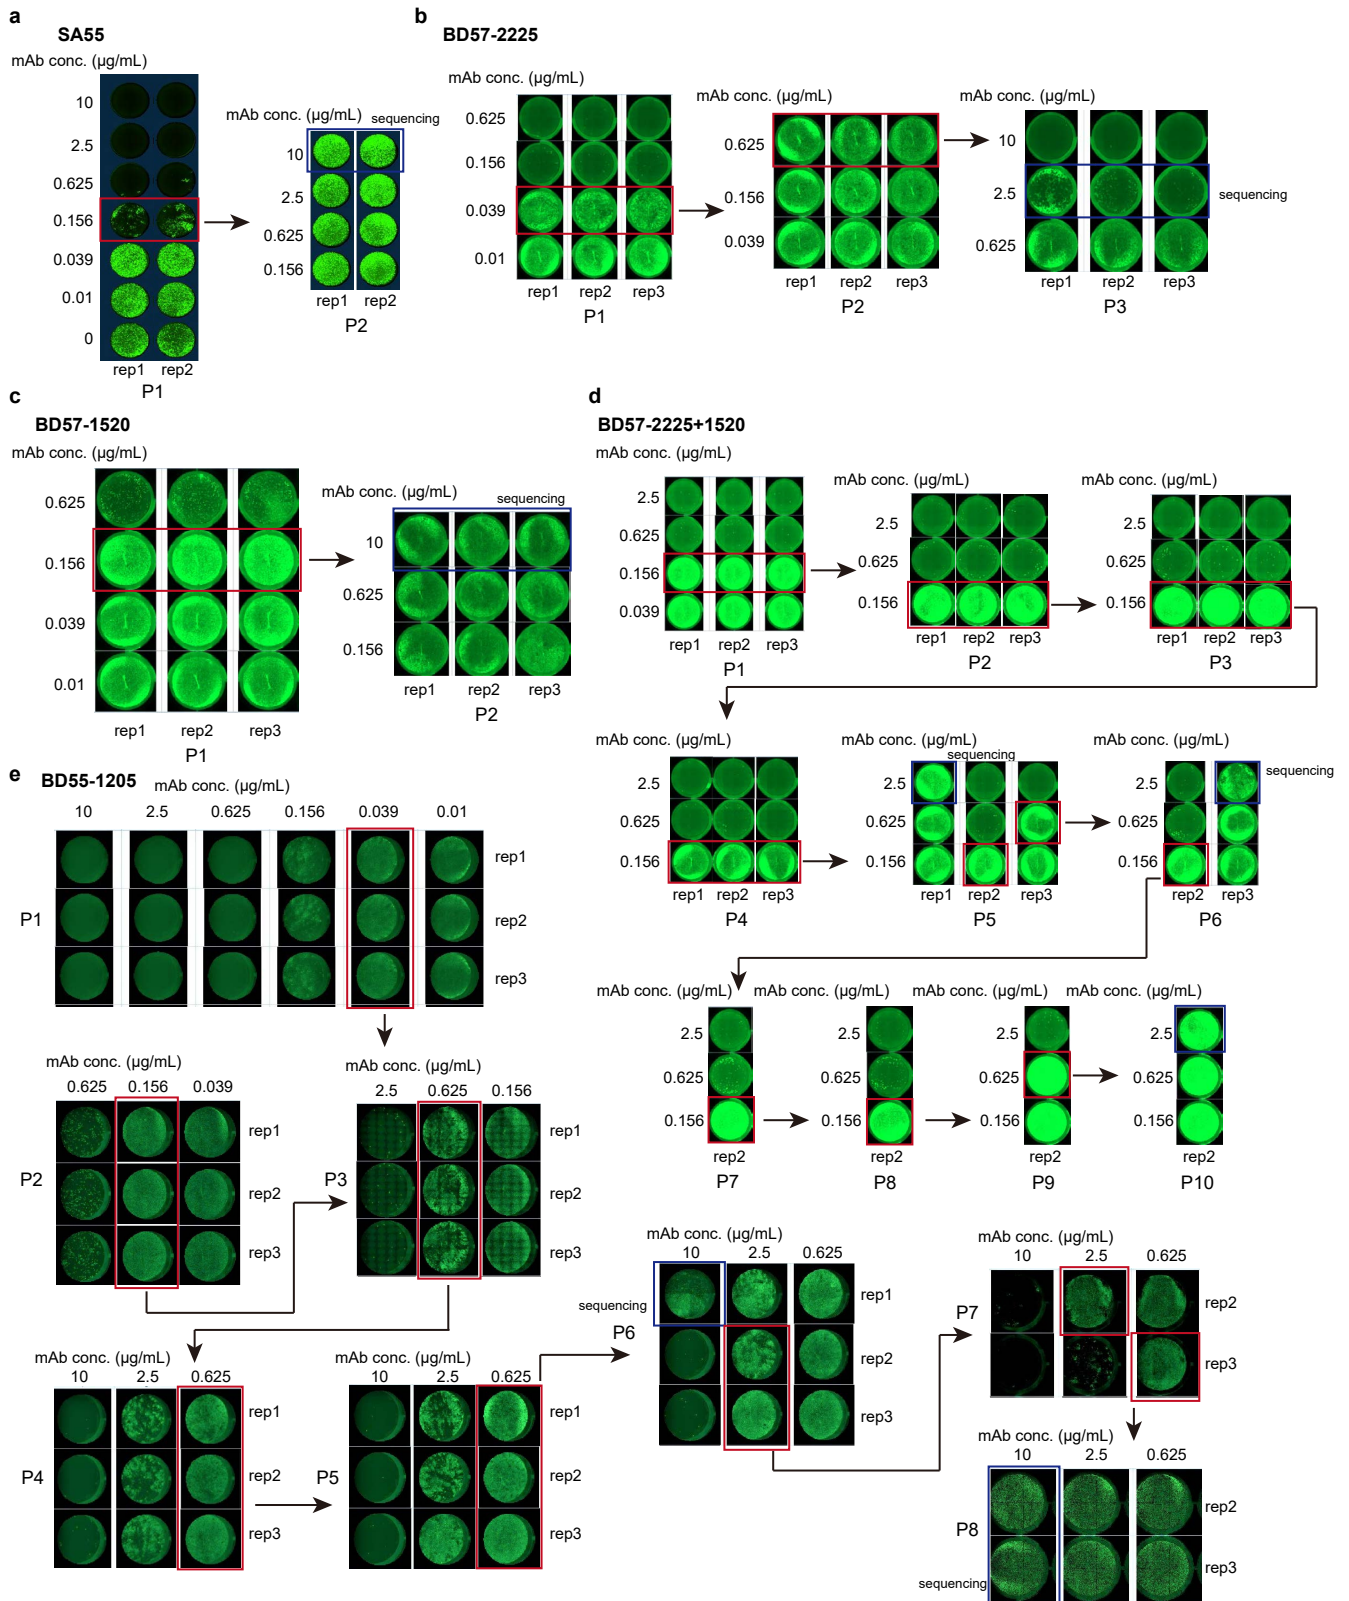 a
SA55
mAb conc. (µg/mL)
10
2.5
0.625
0.156
0.039
0.01
0
rep1 rep2
P1
mAb conc. (µg/mL) sequencing
10
2.5
0.625
0.156
rep1 rep2
P2
b
BD57-2225
mAb conc. (µg/mL)
0.625
0.156
0.039
0.01
rep1 rep2 rep3
P1
mAb conc. (µg/mL)
0.625
0.156
0.039
rep1 rep2 rep3
P2
mAb conc. (µg/mL)
10
2.5 sequencing
0.625
rep1 rep2 rep3
P3
c
BD57-1520
mAb conc. (µg/mL)
0.625
0.156
0.039
0.01
rep1 rep2 rep3
P1
mAb conc. (µg/mL)
sequencing
10
0.625
0.156
rep1 rep2 rep3
P2
d
BD57-2225+1520
mAb conc. (µg/mL)
2.5
0.625
0.156
0.039
rep1 rep2 rep3
P1
mAb conc. (µg/mL)
2.5
0.625
0.156
rep1 rep2 rep3
P2
mAb conc. (µg/mL)
2.5
0.625
0.156
rep1 rep2 rep3
P3
mAb conc. (µg/mL)
2.5
0.625
0.156
rep1 rep2 rep3
P4
mAb conc. (µg/mL)
sequencing
2.5
0.625
0.156
rep1 rep2 rep3
P5
mAb conc. (µg/mL)
2.5 sequencing
0.625
0.156
rep2 rep3
P6
mAb conc. (µg/mL)
2.5
0.625
0.156
rep2
P7
mAb conc. (µg/mL)
2.5
0.625
0.156
rep2
P8
mAb conc. (µg/mL)
2.5
0.625
0.156
rep2
P9
mAb conc. (µg/mL)
2.5
0.625
0.156
rep2
P10
e
BD55-1205
mAb conc. (µg/mL)
10 2.5 0.625 0.156 0.039 0.01
rep1
P1 rep2
rep3
mAb conc. (µg/mL)
0.625 0.156 0.039
rep1
P2 rep2
rep3
mAb conc. (µg/mL)
2.5 0.625 0.156
rep1
P3 rep2
rep3
mAb conc. (µg/mL)
10 2.5 0.625
rep1
P4 rep2
rep3
mAb conc. (µg/mL)
10 2.5 0.625
rep1
P5 rep2
rep3
mAb conc. (µg/mL)
10 2.5 0.625
sequencing rep1
P6 rep2
rep3
mAb conc. (µg/mL)
10 2.5 0.625
P7 rep2
rep3
mAb conc. (µg/mL)
10 2.5 0.625
rep2
P8
rep3
sequencing